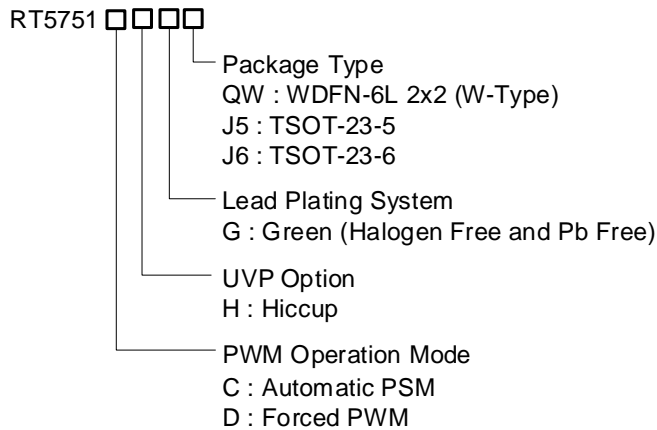 RT5751
Package Type
QW : WDFN-6L 2x2 (W-Type)
J5 : TSOT-23-5
J6 : TSOT-23-6
Lead Plating System
G : Green (Halogen Free and Pb Free)
UVP Option
H : Hiccup
PWM Operation Mode
C : Automatic PSM
D : Forced PWM